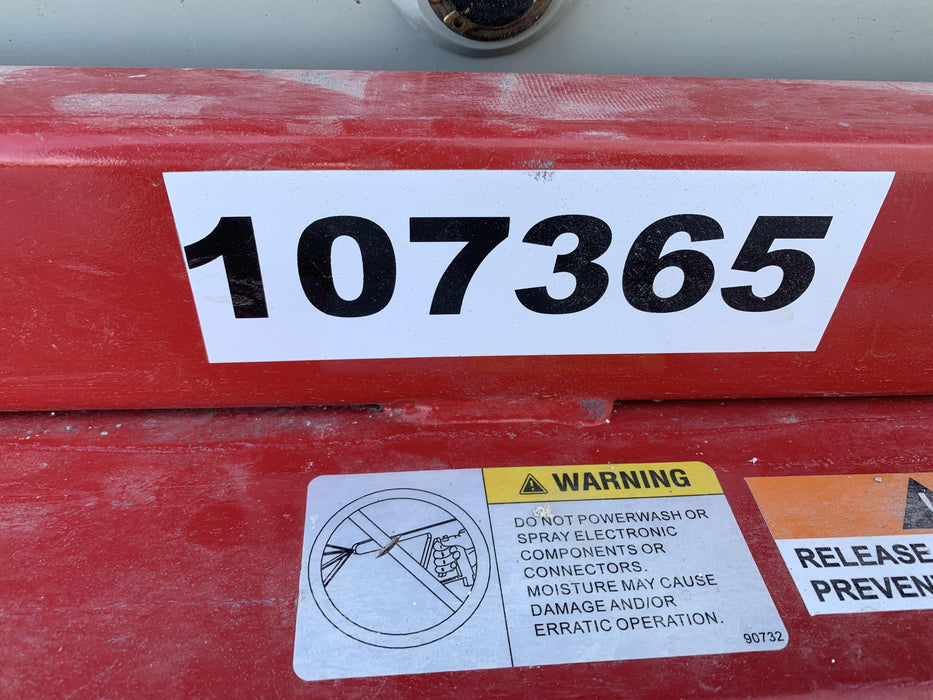 107365
WARNING
DO NOT POWERWASH OR
SPRAY ELECTRONIC
COMPONENTS OR
CONNECTORS.
MOISTURE MAY CAUSE
DAMAGE AND/OR
ERRATIC OPERATION.
90732
RELEASE
PREVEN